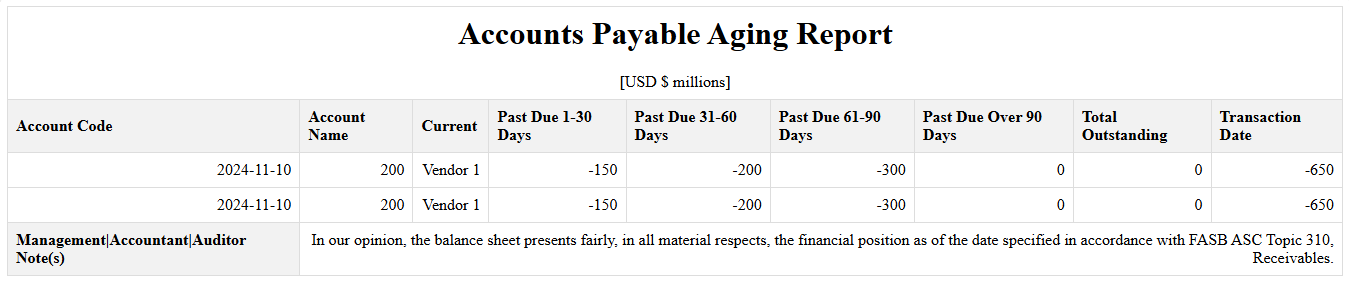 Accounts Payable Aging Report
[USD $ millions]
Account Code Account Name Current Past Due 1-30 Days Past Due 31-60 Days Past Due 61-90 Days Past Due Over 90 Days Total Outstanding Transaction Date
2024-11-10 200 Vendor 1 -150 -200 -300 0 0 -650
2024-11-10 200 Vendor 1 -150 -200 -300 0 0 -650
Management|Accountant|Auditor Note(s) In our opinion, the balance sheet presents fairly, in all material respects, the financial position as of the date specified in accordance with FASB ASC Topic 310, Receivables.